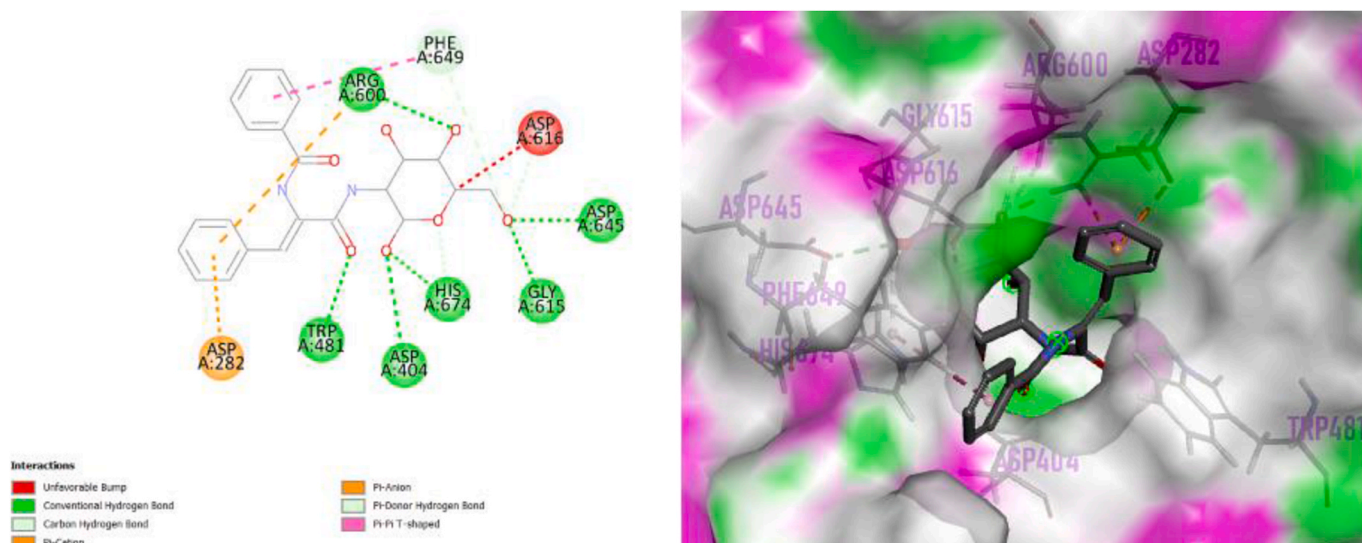 PHE
A:649
ARG
A:600
ASP
A:616
ASP
A:645
HIS
A:674
GLY
A:615
TRP
A:481
ASP
A:404
ASP
A:282
O
N
N
O
O
O
O
O
O
Interactions
Unfavorable Bump
Conventional Hydrogen Bond
Carbon Hydrogen Bond
Pi-Cation
Pi-Anion
Pi-Donor Hydrogen Bond
Pi-Pi T-shaped
ARG600
ASP282
GLY615
ASP616
ASP645
PHE649
HIS674
TRP481
ASP404